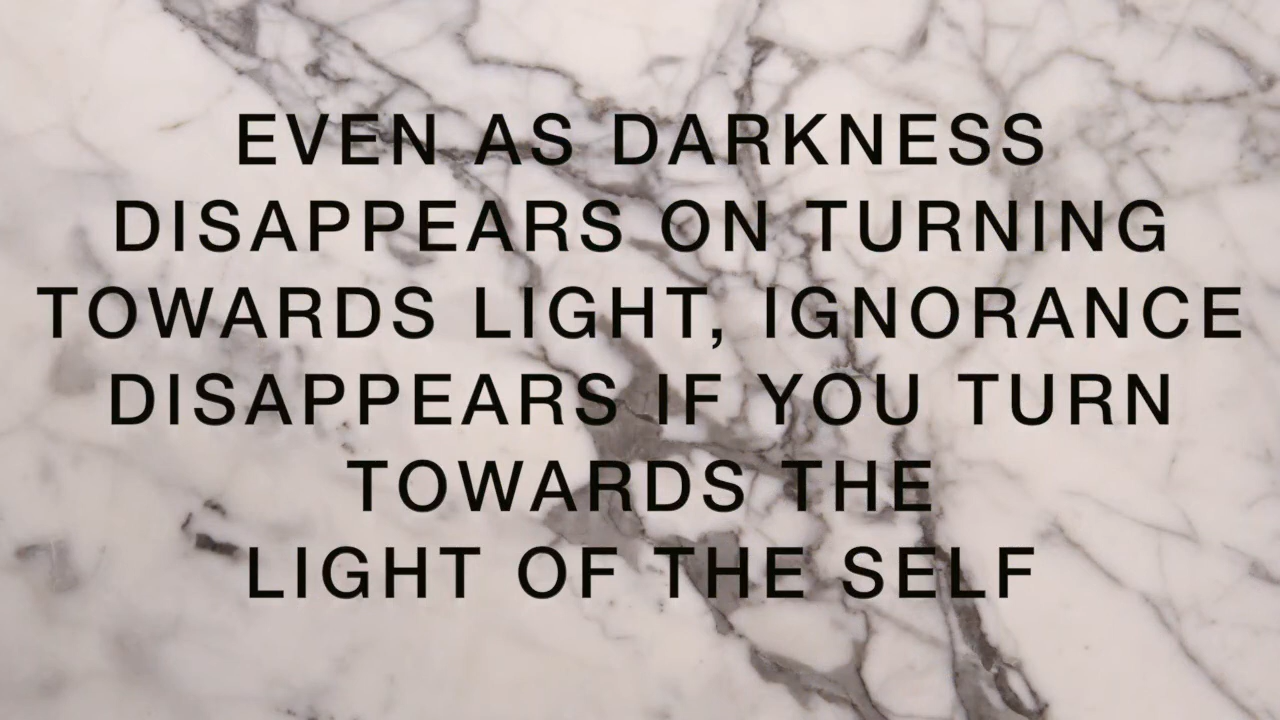 EVEN AS DARKNESS
DISAPPEARS ON TURNING
TOWARDS LIGHT, IGNORANCE
DISAPPEARS IF YOU TURN
TOWARDS THE
LIGHT OF THE SELF